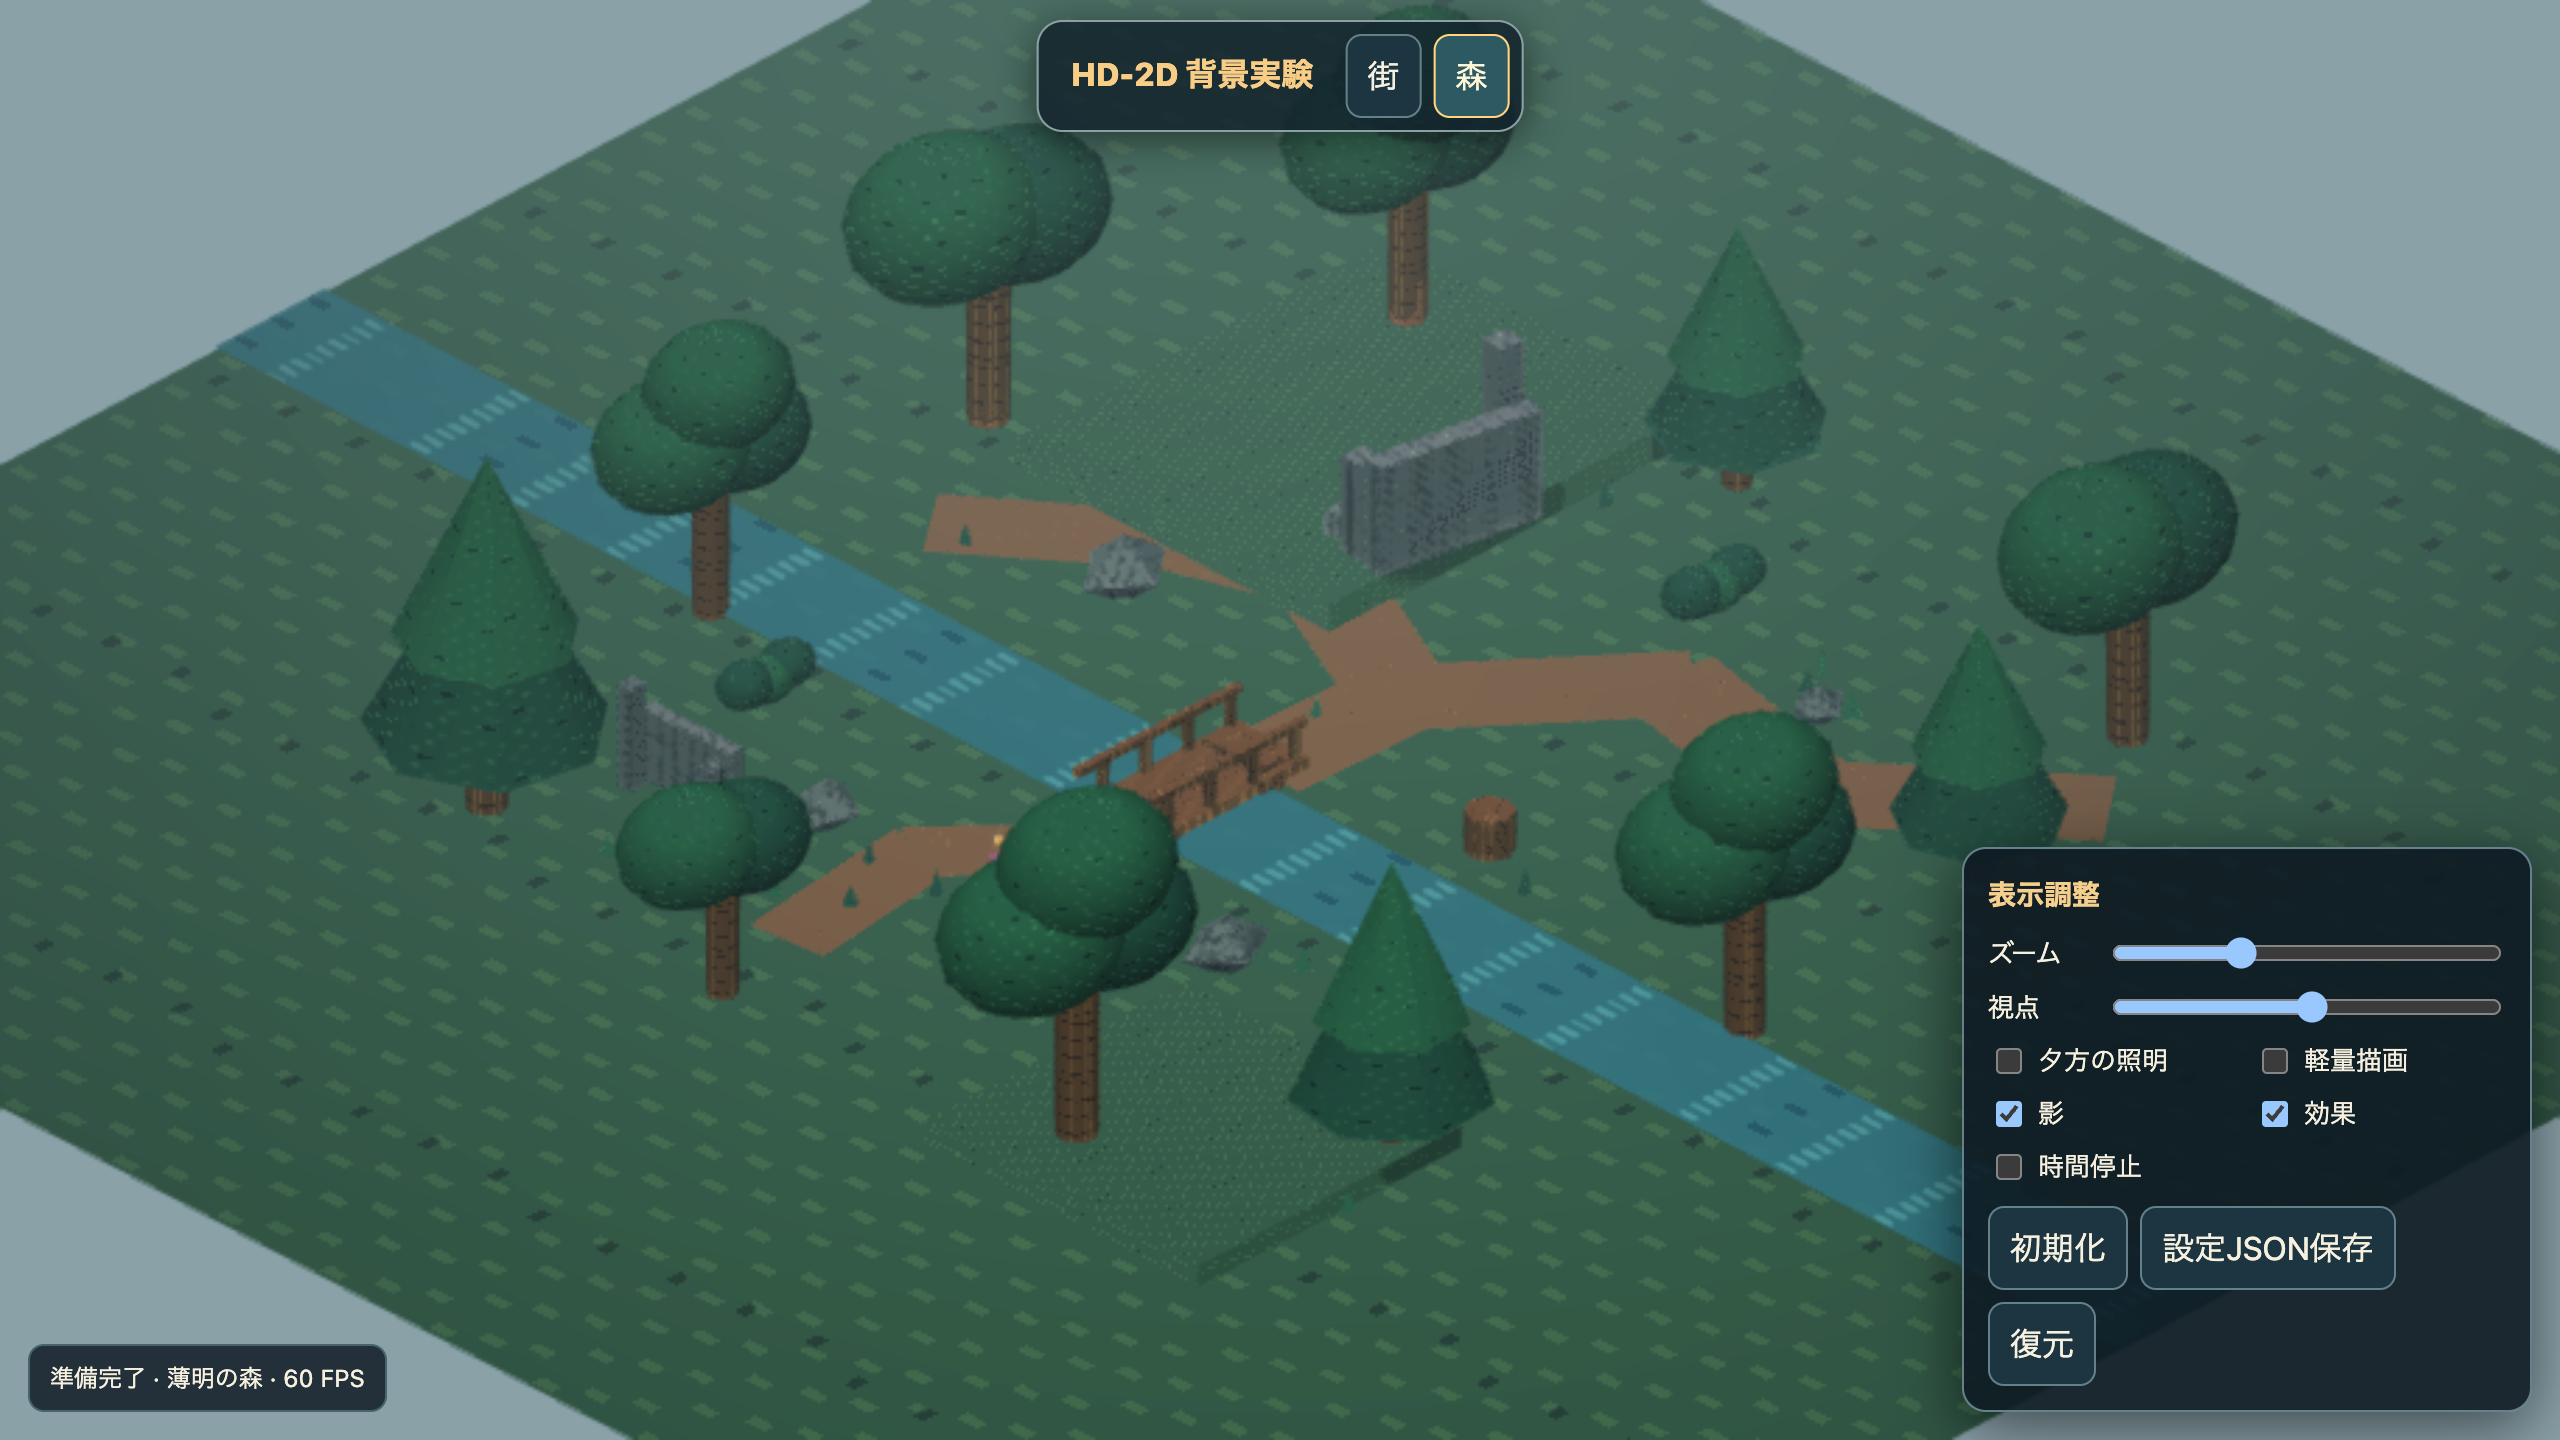 HD-2D 背景実験 街 森
表示調整
ズーム
視点
夕方の照明 軽量描画
影 効果
時間停止
初期化 設定JSON保存
復元
準備完了 · 薄明の森 · 60 FPS